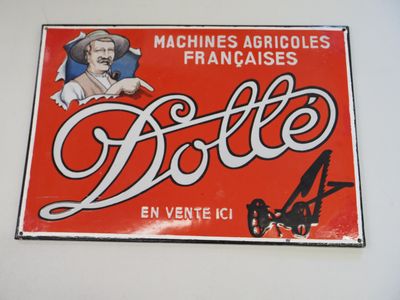 MACHINES AGRICOLES
FRANÇAISES
Dollé
EN VENTE ICI